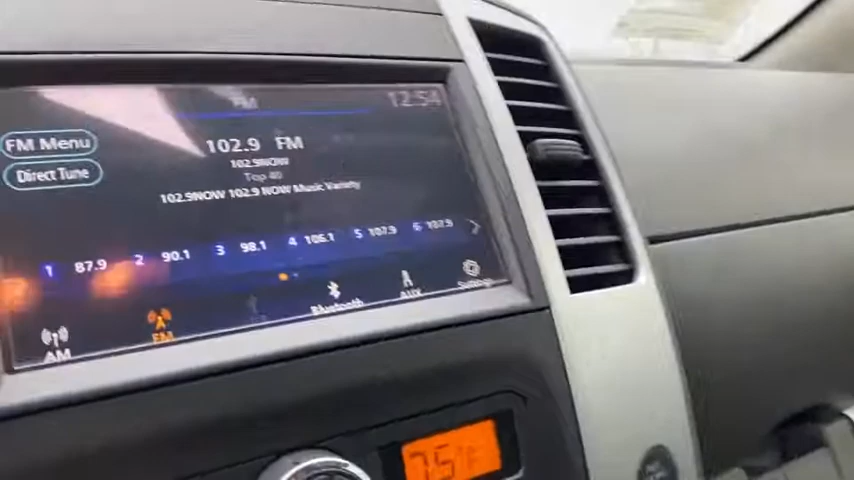 FM
12:54
FM Menu
102.9 FM
102.9NOW
Direct Tune
Top 40
102.9NOW 102.9 NOW Music Variety
1 87.9 2 90.1 3 98.1 4 106.1 5 107.9 6 107.9
AM
FM
Bluetooth
AUX
Settings
75°F